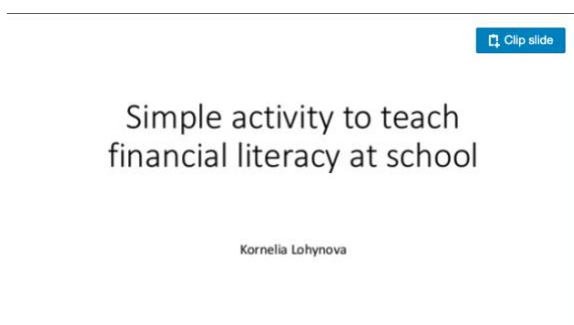 Clip slide
Simple activity to teach
financial literacy at school
Kornelia Lohynova